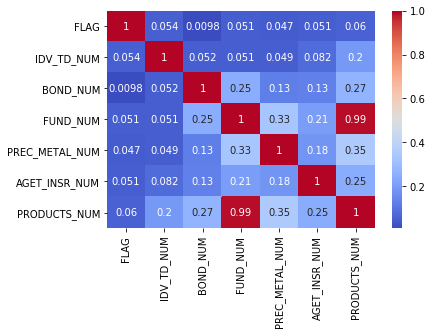 FLAG 1 0.054 0.0098 0.051 0.047 0.051 0.06
IDV_TD_NUM 0.054 1 0.052 0.051 0.049 0.082 0.2
BOND_NUM 0.0098 0.052 1 0.25 0.13 0.13 0.27
FUND_NUM 0.051 0.051 0.25 1 0.33 0.21 0.99
PREC_METAL_NUM 0.047 0.049 0.13 0.33 1 0.18 0.35
AGET_INSR_NUM 0.051 0.082 0.13 0.21 0.18 1 0.25
PRODUCTS_NUM 0.06 0.2 0.27 0.99 0.35 0.25 1
FLAG
IDV_TD_NUM
BOND_NUM
FUND_NUM
PREC_METAL_NUM
AGET_INSR_NUM
PRODUCTS_NUM
1.0
0.8
0.6
0.4
0.2